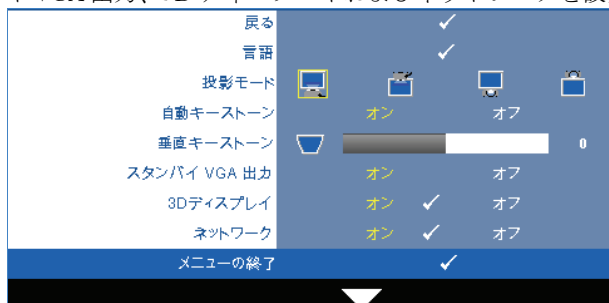 戻る
言語
投影モード
自動キーストーン オン オフ
垂直キーストーン 0
スタンバイ VGA 出力 オン オフ
3Dディスプレイ オン オフ
ネットワーク オン オフ
メニューの終了